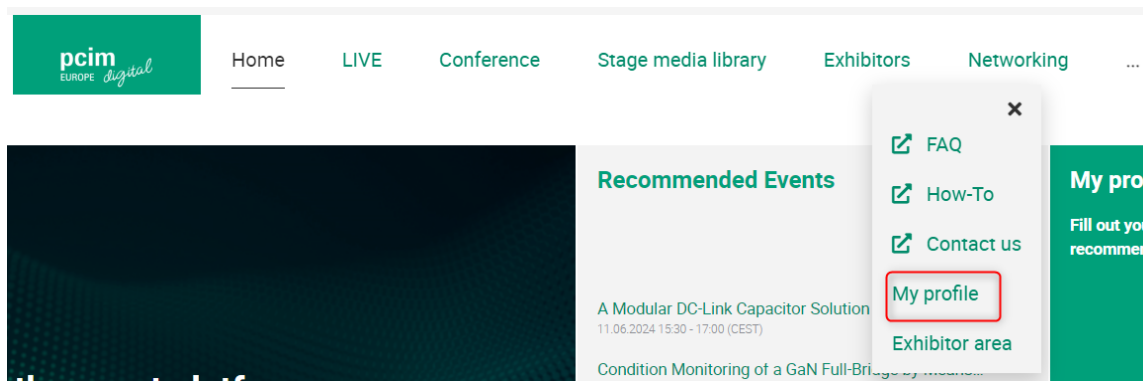 pcim
EUROPE digital
Home
LIVE
Conference
Stage media library
Exhibitors
Networking
...
FAQ
How-To
Contact us
My profile
Exhibitor area
Recommended Events
A Modular DC-Link Capacitor Solution
11.06.2024 15:30 - 17:00 (CEST)
Condition Monitoring of a GaN Full-Bridge by Means...
My pro
Fill out yo
recommen